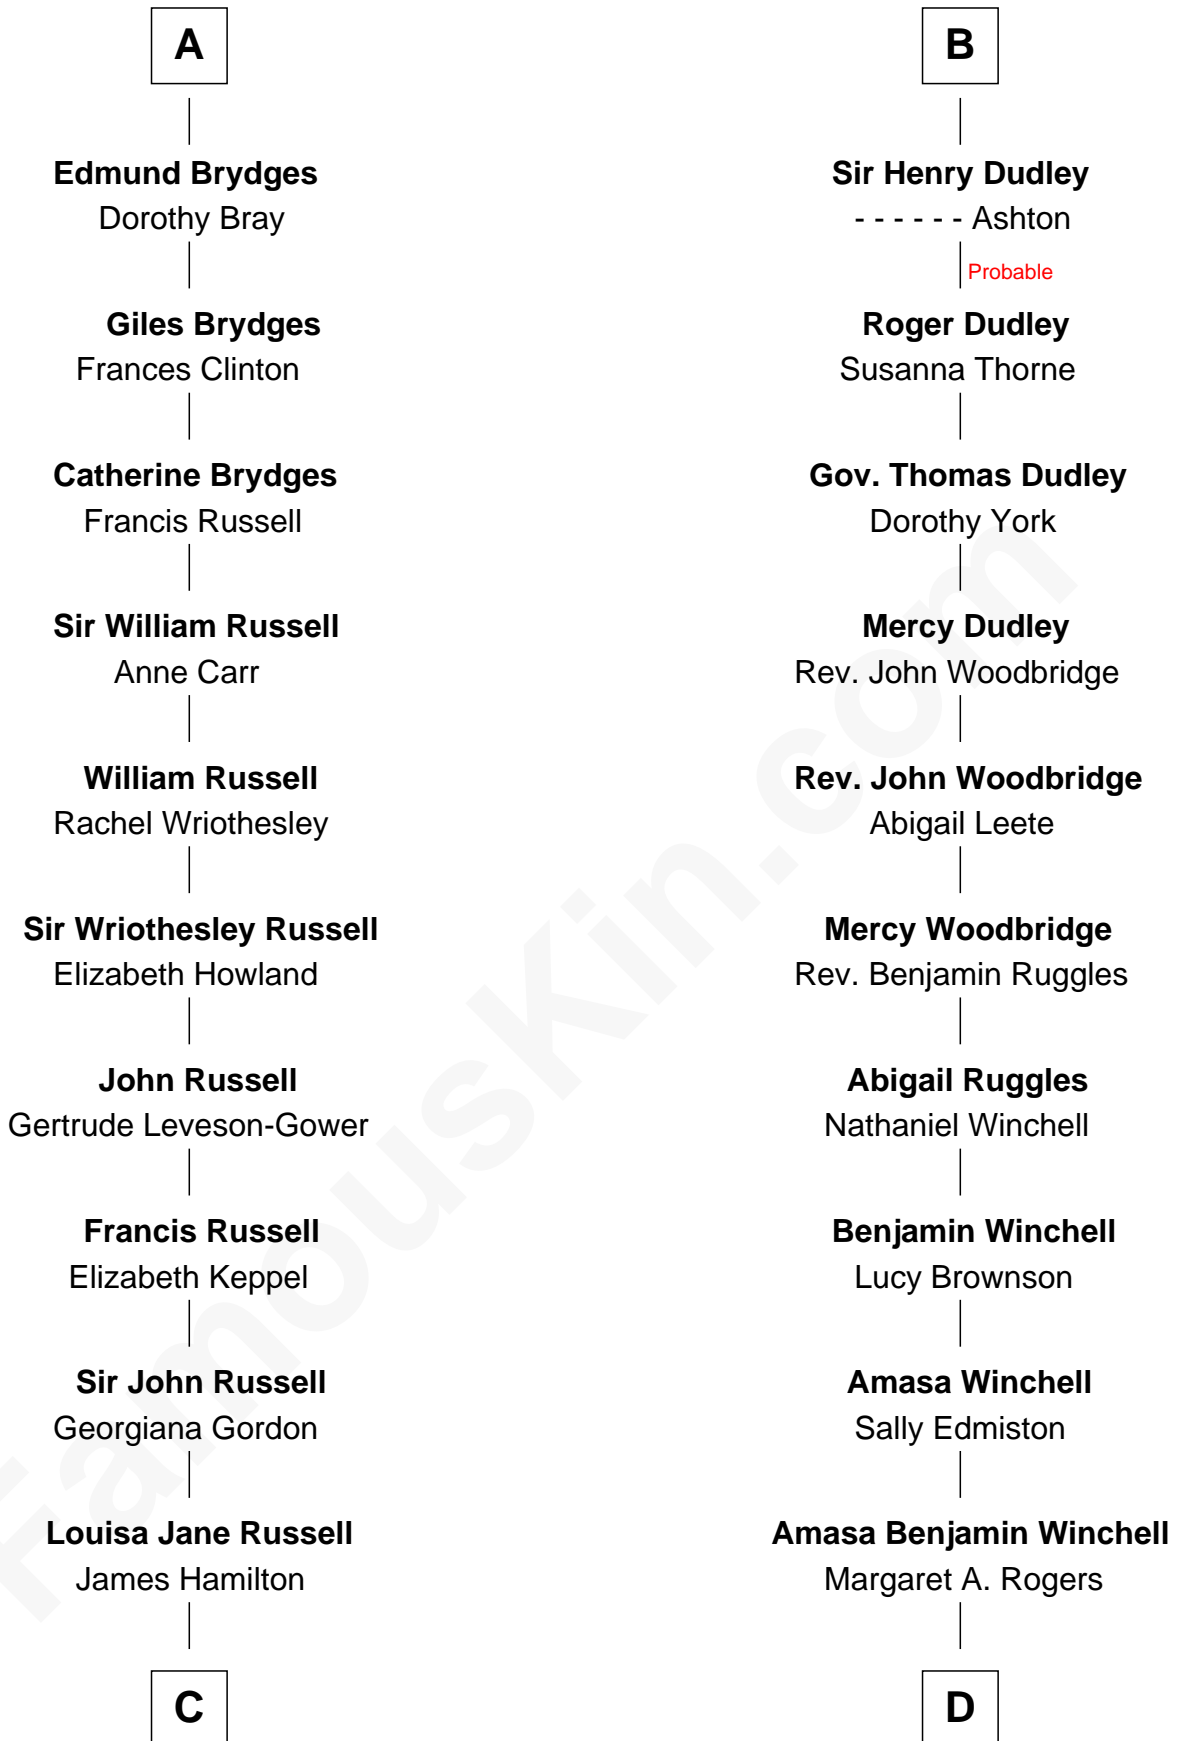 A
Edmund Brydges
Dorothy Bray
Giles Brydges
Frances Clinton
Catherine Brydges
Francis Russell
Sir William Russell
Anne Carr
William Russell
Rachel Wriothesley
Sir Wriothesley Russell
Elizabeth Howland
John Russell
Gertrude Leveson-Gower
Francis Russell
Elizabeth Keppel
Sir John Russell
Georgiana Gordon
Louisa Jane Russell
James Hamilton
C
B
Sir Henry Dudley
- - - - - - Ashton
Probable
Roger Dudley
Susanna Thorne
Gov. Thomas Dudley
Dorothy York
Mercy Dudley
Rev. John Woodbridge
Rev. John Woodbridge
Abigail Leete
Mercy Woodbridge
Rev. Benjamin Ruggles
Abigail Ruggles
Nathaniel Winchell
Benjamin Winchell
Lucy Brownson
Amasa Winchell
Sally Edmiston
Amasa Benjamin Winchell
Margaret A. Rogers
D
FamousKin.com